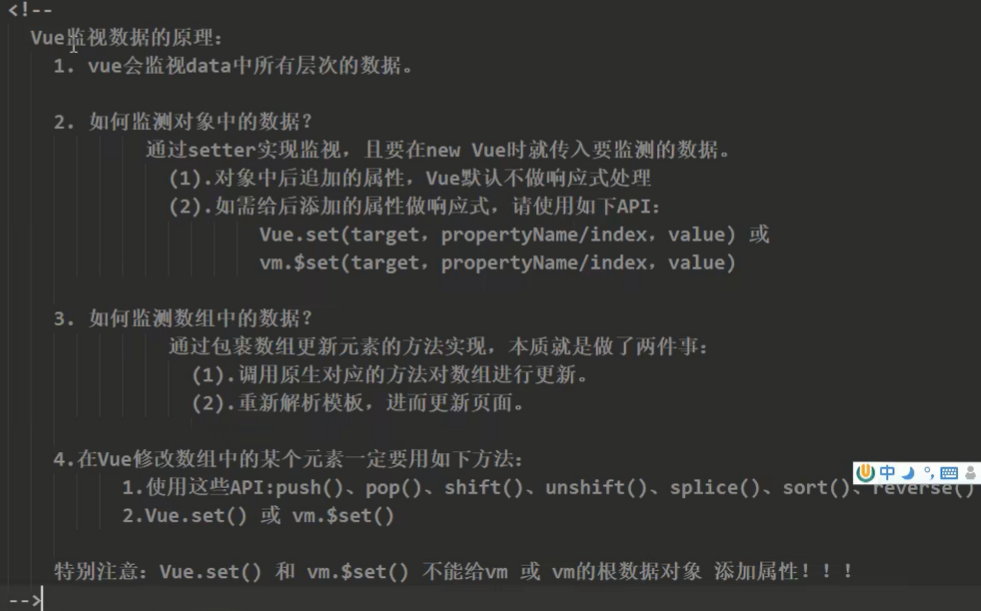 <!--
Vue监视数据的原理：
1. vue会监视data中所有层次的数据。
2. 如何监测对象中的数据？
通过setter实现监视，且要在new Vue时就传入要监测的数据。
(1).对象中后追加的属性，Vue默认不做响应式处理
(2).如需给后添加的属性做响应式，请使用如下API：
Vue.set(target，propertyName/index，value) 或
vm.$set(target，propertyName/index，value)
3. 如何监测数组中的数据？
通过包裹数组更新元素的方法实现，本质就是做了两件事：
(1).调用原生对应的方法对数组进行更新。
(2).重新解析模板，进而更新页面。
4.在Vue修改数组中的某个元素一定要用如下方法：
中
1.使用这些API:push()、pop()、shift()、unshift()、splice()、sort()、reverse()
2.Vue.set() 或 vm.$set()
特别注意：Vue.set() 和 vm.$set() 不能给vm 或 vm的根数据对象 添加属性！！！
-->